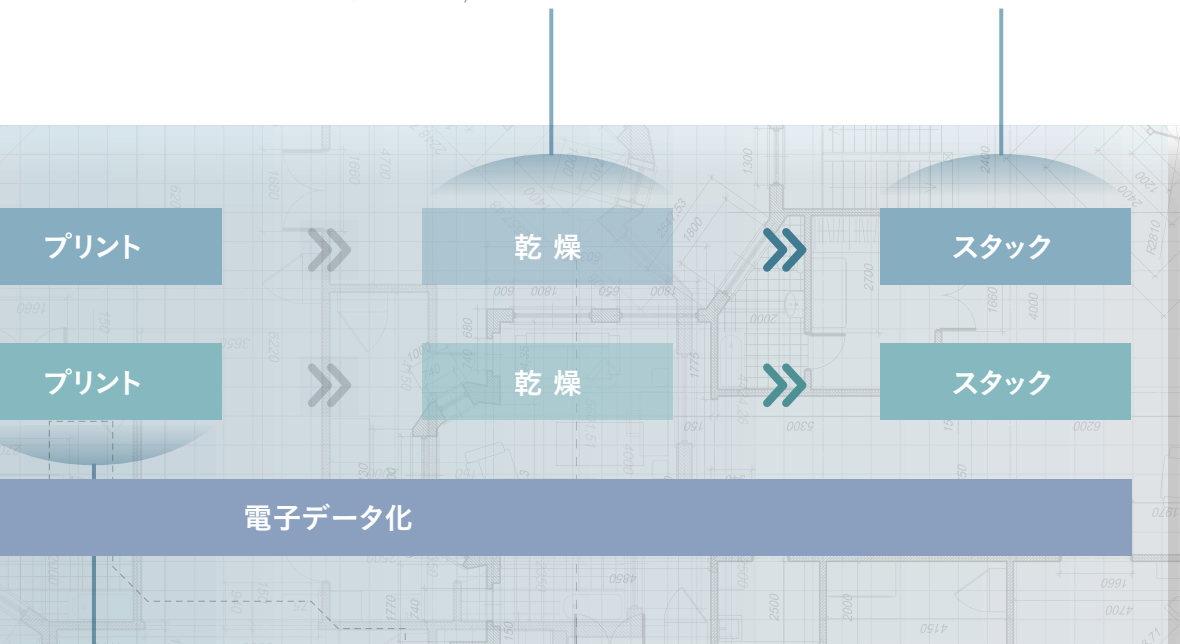 プリント 乾 燥 スタック
プリント 乾 燥 スタック
電子データ化